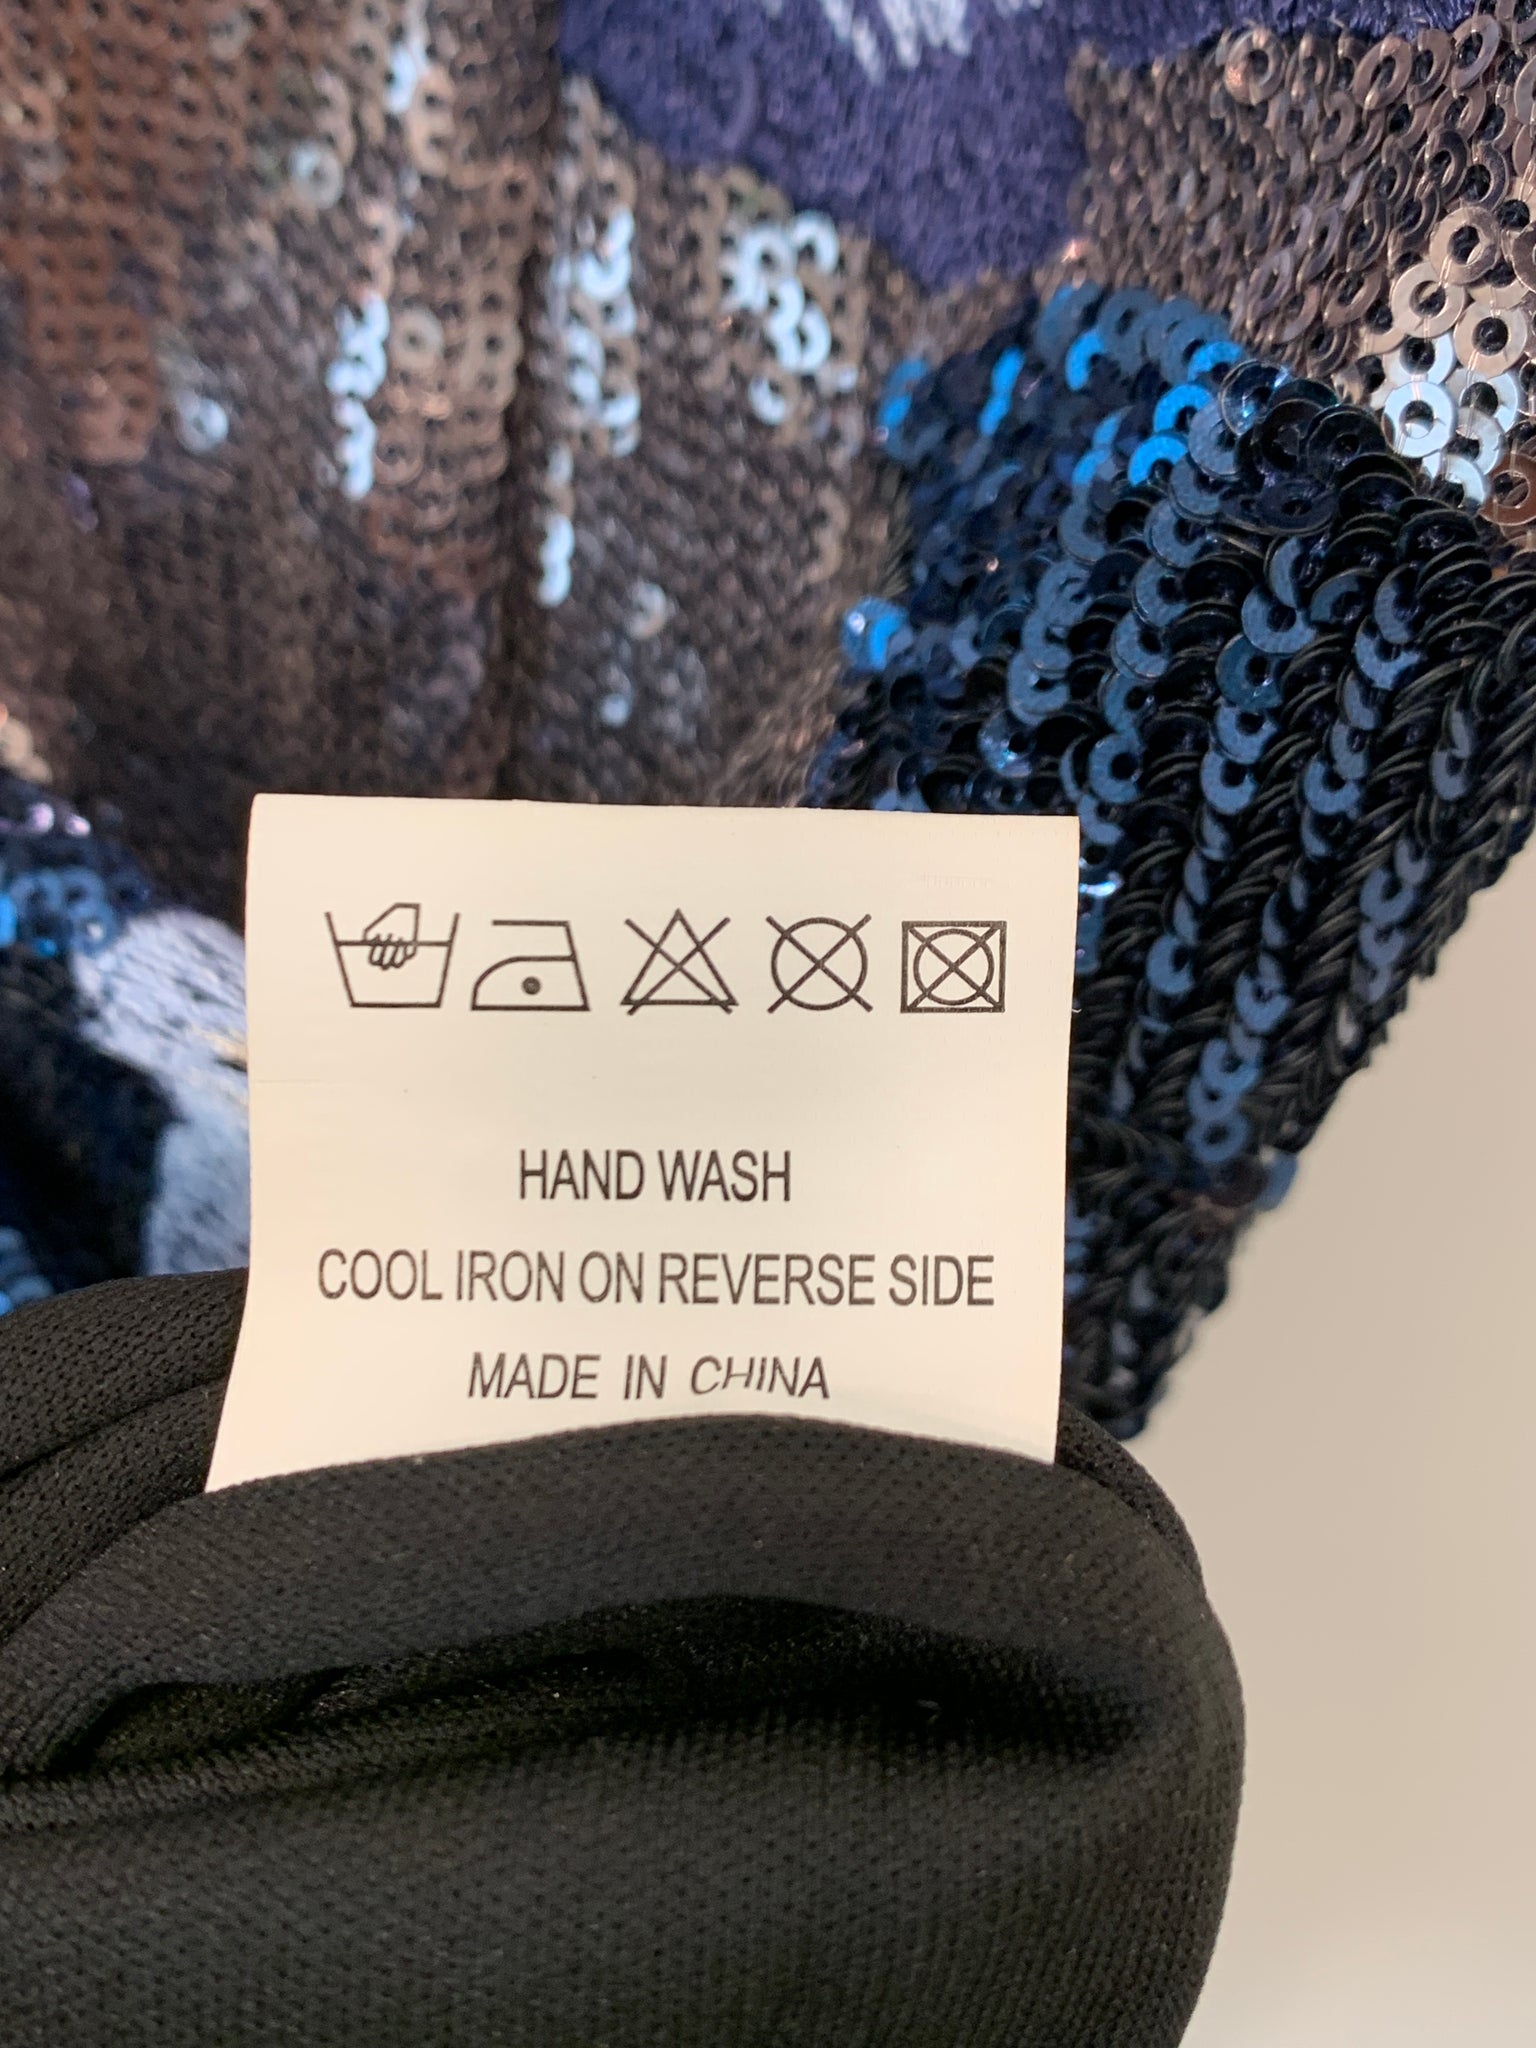 HAND WASH
COOL IRON ON REVERSE SIDE
MADE IN CHINA